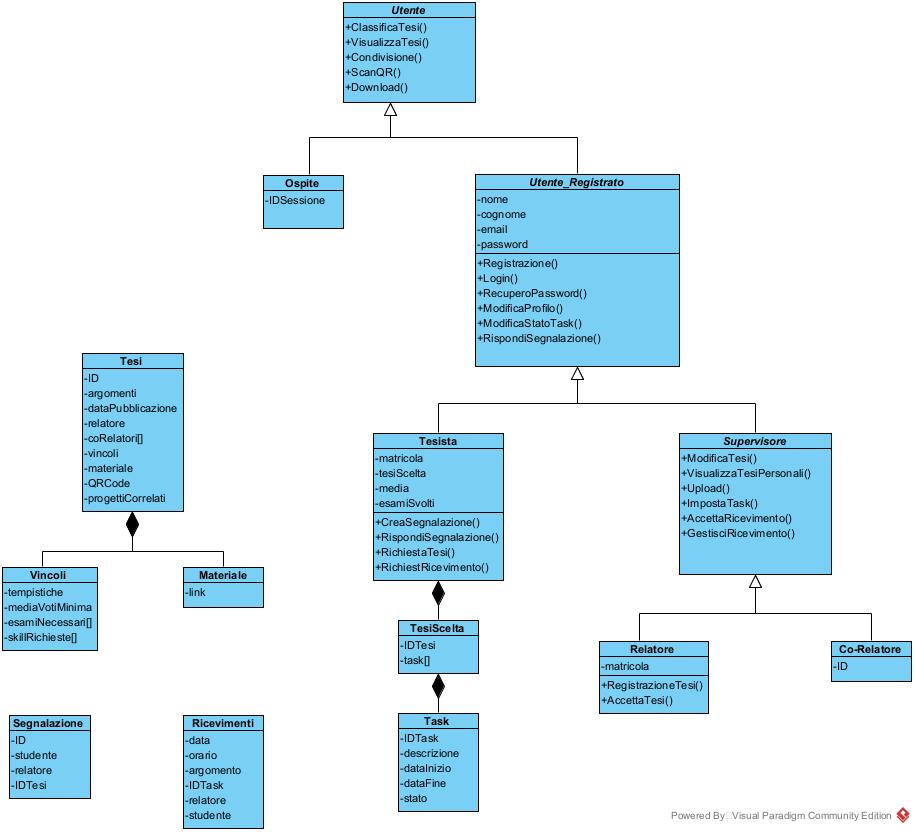 Utente
+ClassificaTesi()
+VisualizzaTesi()
+Condivisione()
+ScanQR()
+Download()
Ospite
-IDSessione
Utente_Registrato
-nome
-cognome
-email
-password
+Registrazione()
+Login()
+RecuperoPassword()
+ModificaProfilo()
+ModificaStatoTask()
+RispondiSegnalazione()
Tesi
-ID
-argomenti
-dataPubblicazione
-relatore
-coRelatori[]
-vincoli
-materiale
-QRCode
-progettiCorrelati
Tesista
-matricola
-tesiScelta
-media
-esamiSvolti
+CreaSegnalazione()
+RispondiSegnalazione()
+RichiestaTesi()
+RichiestRicevimento()
Supervisore
+ModificaTesi()
+VisualizzaTesiPersonali()
+Upload()
+ImpostaTask()
+AccettaRicevimento()
+GestisciRicevimento()
Vincoli
-tempistiche
-mediaVotiMinima
-esamiNecessari[]
-skillRichieste[]
Materiale
-link
TesiScelta
-IDTesi
-task[]
Relatore
-matricola
+RegistrazioneTesi()
+AccettaTesi()
Co-Relatore
-ID
Segnalazione
-ID
-studente
-relatore
-IDTesi
Ricevimenti
-data
-orario
-argomento
-IDTask
-relatore
-studente
Task
-IDTask
-descrizione
-dataInizio
-dataFine
-stato
Powered By Visual Paradigm Community Edition